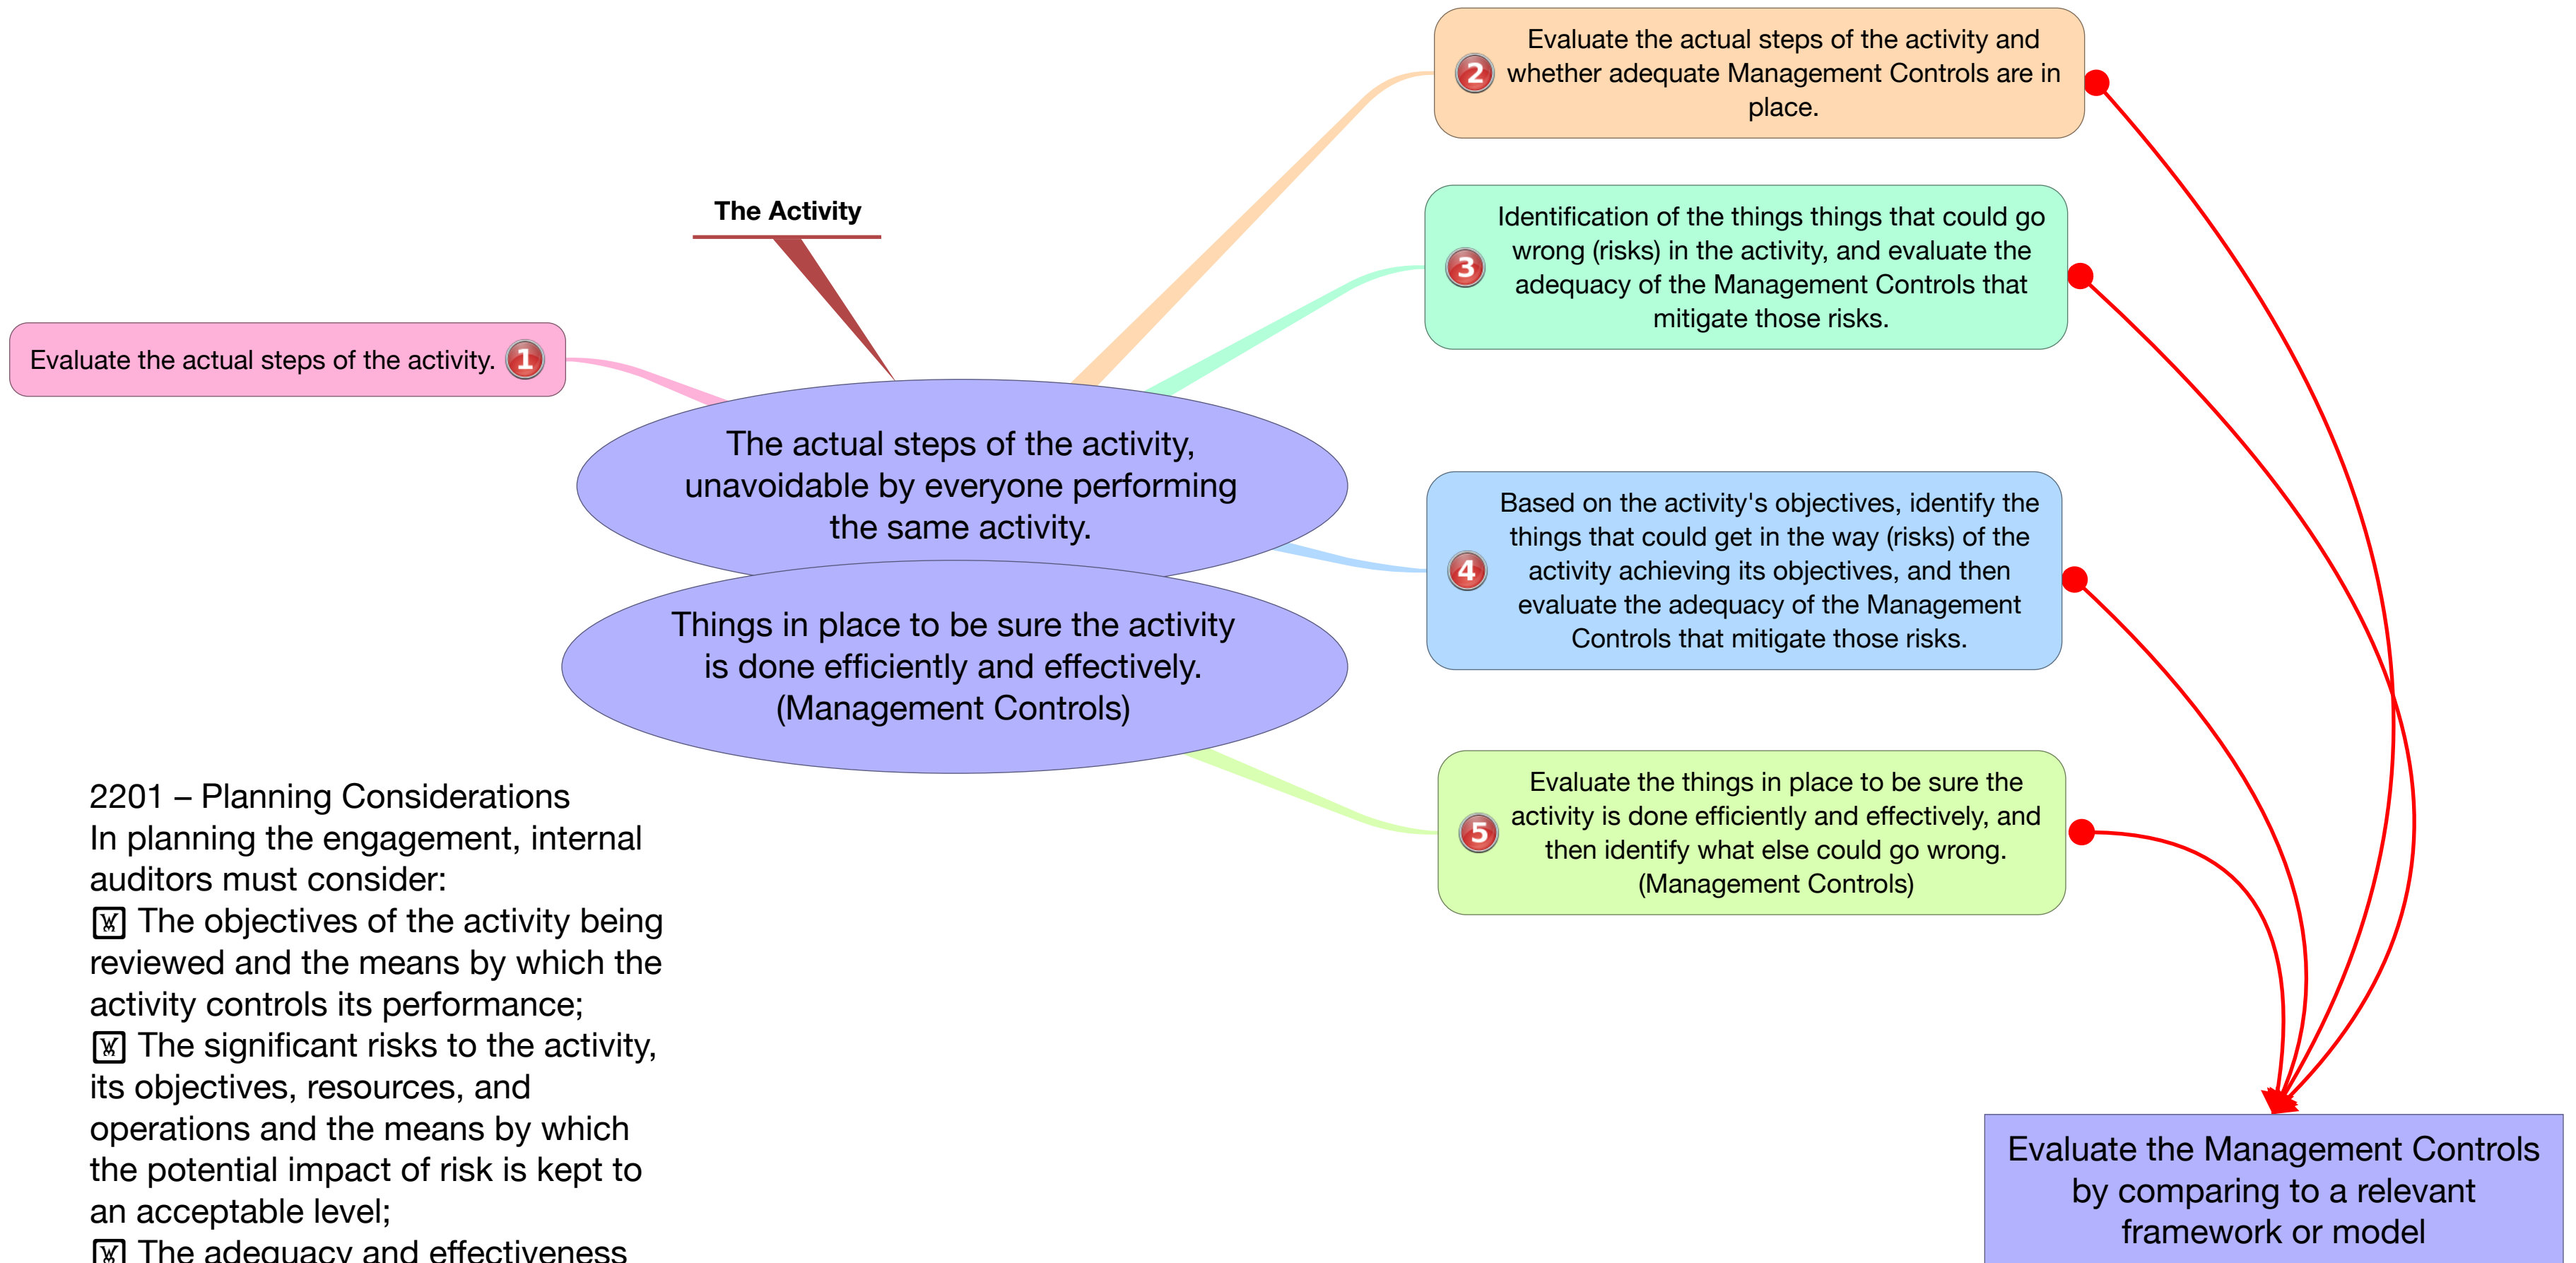 The Activity
Evaluate the actual steps of the activity. 1
The actual steps of the activity,
unavoidable by everyone performing
the same activity.
Things in place to be sure the activity
is done efficiently and effectively.
(Management Controls)
2
Evaluate the actual steps of the activity and
whether adequate Management Controls are in
place.
3
Identification of the things things that could go
wrong (risks) in the activity, and evaluate the
adequacy of the Management Controls that
mitigate those risks.
4
Based on the activity's objectives, identify the
things that could get in the way (risks) of the
activity achieving its objectives, and then
evaluate the adequacy of the Management
Controls that mitigate those risks.
5
Evaluate the things in place to be sure the
activity is done efficiently and effectively, and
then identify what else could go wrong.
(Management Controls)
2201 – Planning Considerations
In planning the engagement, internal
auditors must consider:
The objectives of the activity being
reviewed and the means by which the
activity controls its performance;
The significant risks to the activity,
its objectives, resources, and
operations and the means by which
the potential impact of risk is kept to
an acceptable level;
The adequacy and effectiveness
Evaluate the Management Controls
by comparing to a relevant
framework or model